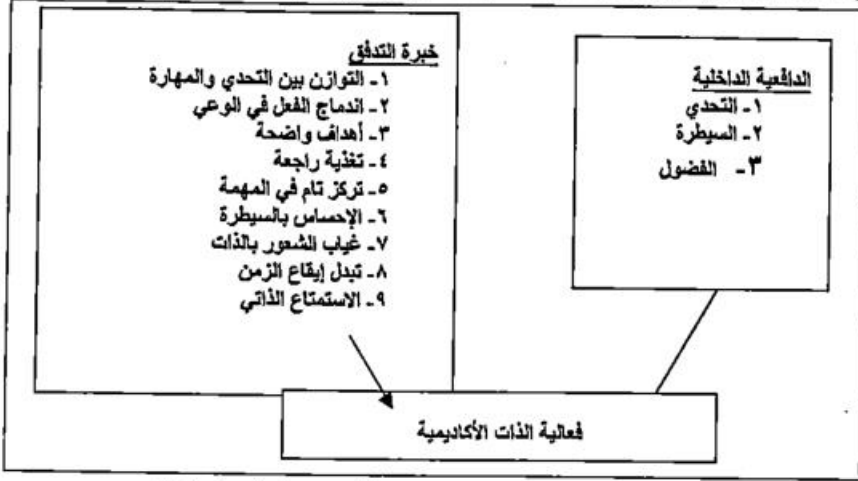 الدافعية الداخلية
١- التحدي
٢- السيطرة
٣- الفضول
خبرة التدفق
١- التوازن بين التحدي والمهارة
٢- اندماج الفعل في الوعي
٣- أهداف واضحة
٤- تغذية راجعة
٥- تركز تام في المهمة
٦- الإحساس بالسيطرة
٧- غياب الشعور بالذات
٨- تبدل إيقاع الزمن
٩- الاستمتاع الذاتي
فعالية الذات الأكاديمية